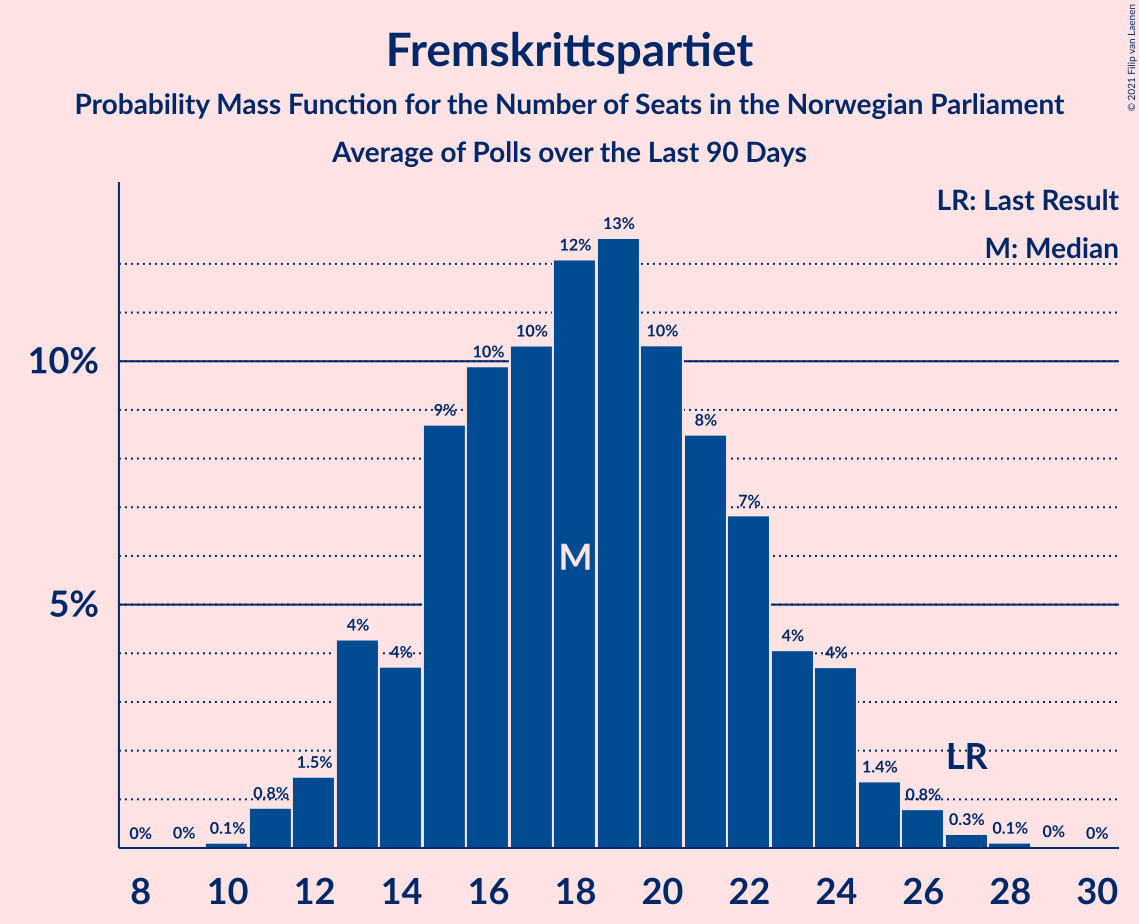 Fremskrittspartiet
Probability Mass Function for the Number of Seats in the Norwegian Parliament
Average of Polls over the Last 90 Days
© 2021 Filip van Laenen
LR: Last Result
M: Median
10%
5%
0%
0%
0.1%
0.8%
1.5%
4%
4%
9%
10%
10%
12%
13%
10%
8%
7%
4%
4%
1.4%
0.8%
0.3%
0.1%
0%
0%
M
LR
8 10 12 14 16 18 20 22 24 26 28 30